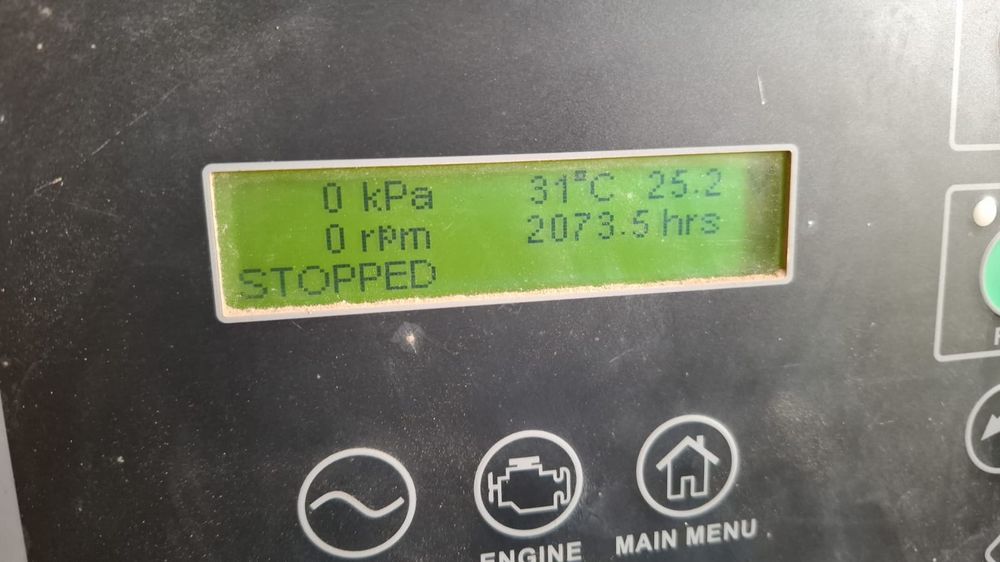 0 kPa 31°C 25.2
0 rpm 2073.5 hrs
STOPPED
ENGINE
MAIN MENU